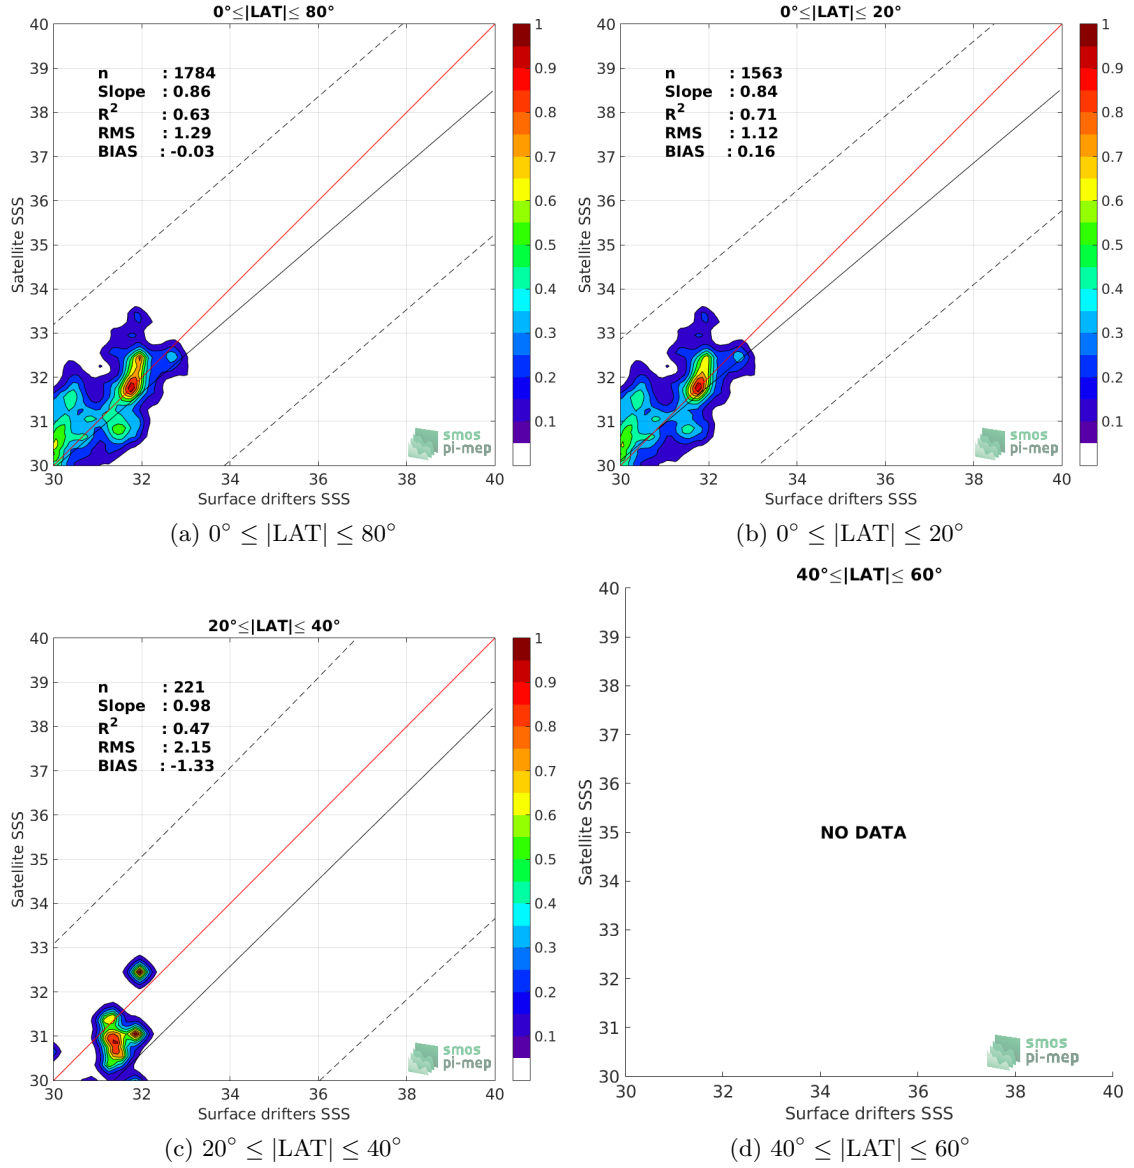 0°≤|LAT|≤ 80°
40
39
38
37
36
35
34
33
32
31
30
n : 1784
Slope : 0.86
R2 : 0.63
RMS : 1.29
BIAS : -0.03
Satellite SSS
30 32 34 36 38 40
Surface drifters SSS
smos
pi-mep
1
0.9
0.8
0.7
0.6
0.5
0.4
0.3
0.2
0.1
(a) 0° ≤ |LAT| ≤ 80°
0°≤|LAT|≤ 20°
40
39
38
37
36
35
34
33
32
31
30
n : 1563
Slope : 0.84
R2 : 0.71
RMS : 1.12
BIAS : 0.16
Satellite SSS
30 32 34 36 38 40
Surface drifters SSS
smos
pi-mep
1
0.9
0.8
0.7
0.6
0.5
0.4
0.3
0.2
0.1
(b) 0° ≤ |LAT| ≤ 20°
20°≤|LAT|≤ 40°
40
39
38
37
36
35
34
33
32
31
30
n : 221
Slope : 0.98
R2 : 0.47
RMS : 2.15
BIAS : -1.33
Satellite SSS
30 32 34 36 38 40
Surface drifters SSS
smos
pi-mep
1
0.9
0.8
0.7
0.6
0.5
0.4
0.3
0.2
0.1
(c) 20° ≤ |LAT| ≤ 40°
40°≤|LAT|≤ 60°
40
39
38
37
36
35
34
33
32
31
30
NO DATA
Satellite SSS
30 32 34 36 38 40
Surface drifters SSS
smos
pi-mep
(d) 40° ≤ |LAT| ≤ 60°